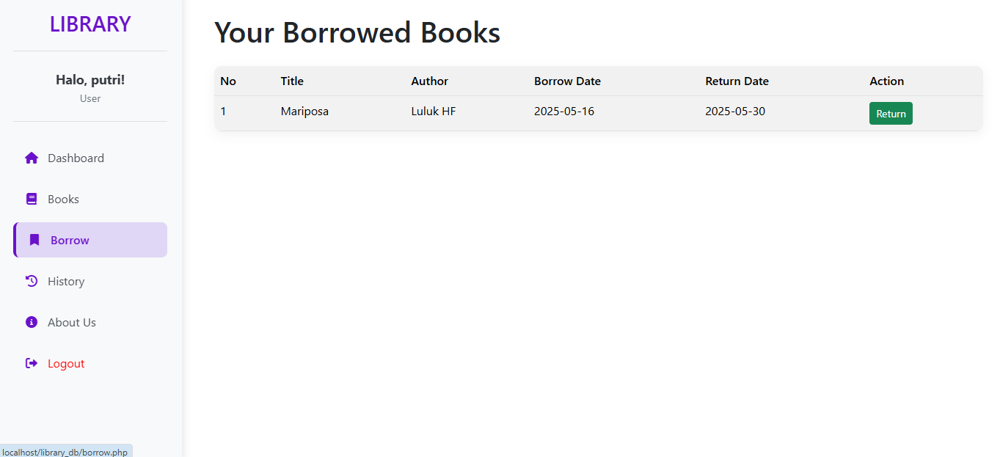 LIBRARY
Halo, putri!
User
Dashboard
Books
Borrow
History
About Us
Logout
localhost/library_db/borrow.php
Your Borrowed Books
No Title Author Borrow Date Return Date Action
1 Mariposa Luluk HF 2025-05-16 2025-05-30 Return